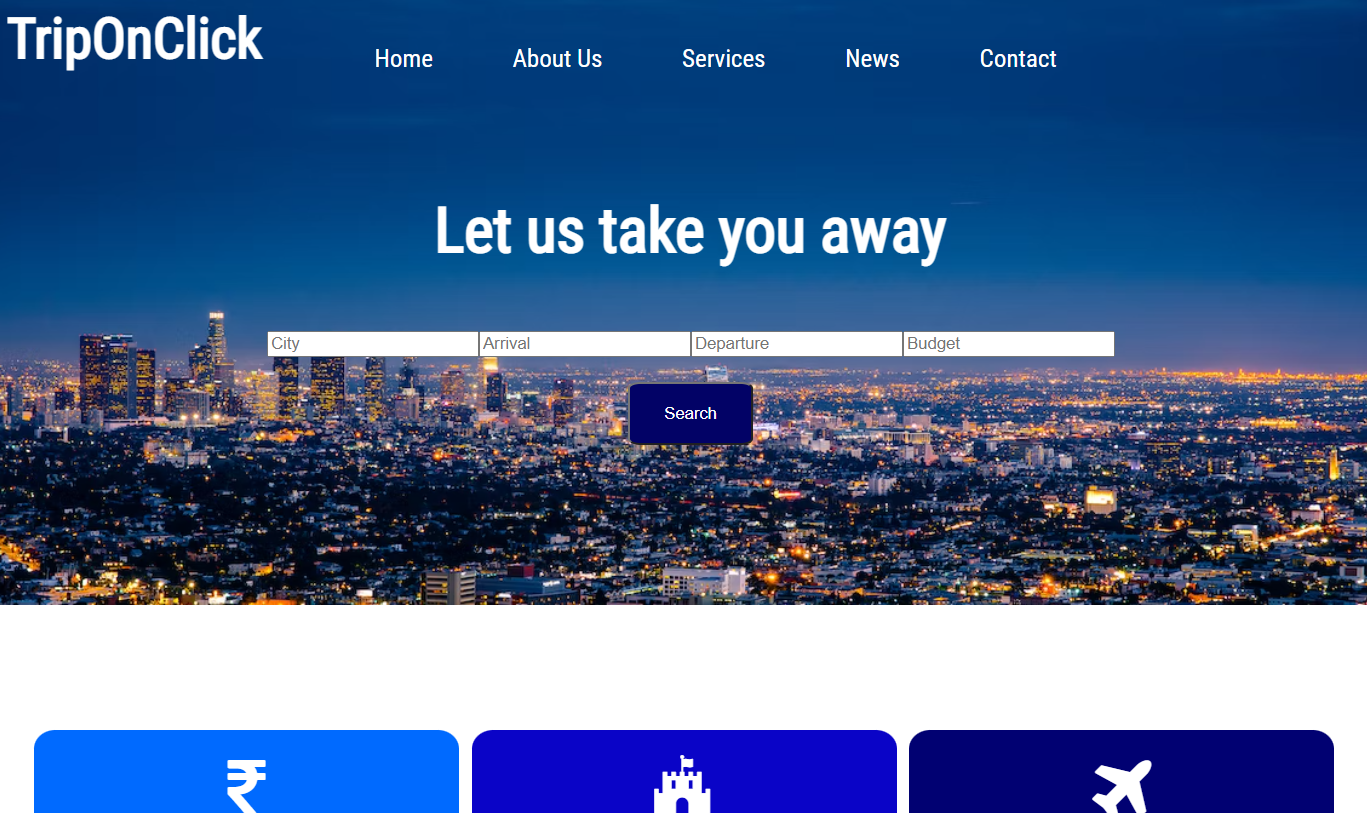 TripOnClick
Home About Us Services News Contact
Let us take you away
City Arrival Departure Budget
Search
₹